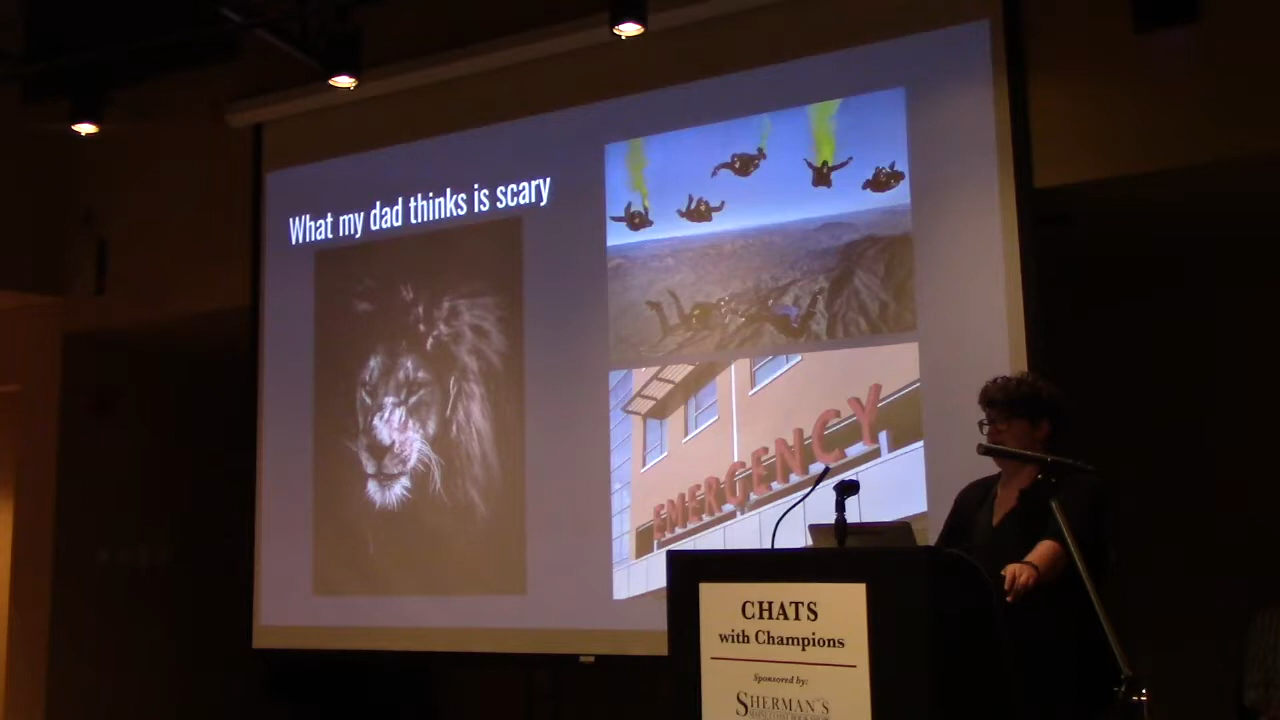 What my dad thinks is scary
EMERGENCY
CHATS
with Champions
Sponsored by:
SHERMAN'S